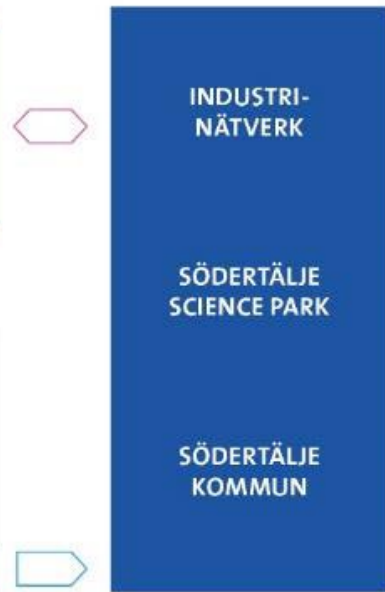 INDUSTRI-
NÄTVERK
SÖDERTÄLJE
SCIENCE PARK
SÖDERTÄLJE
KOMMUN